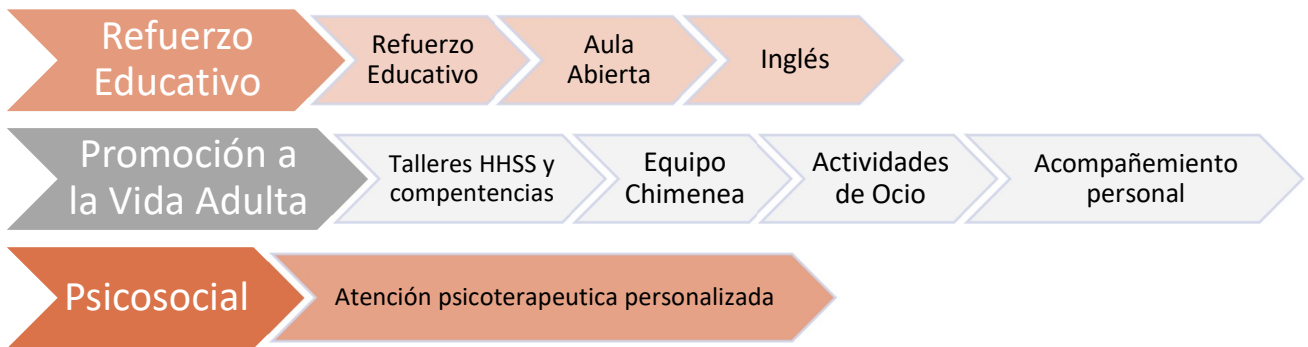 Refuerzo
Educativo
Refuerzo
Educativo
Aula
Abierta
Inglés
Promoción a
la Vida Adulta
Talleres HHSS y
compentencias
Equipo
Chimenea
Actividades
de Ocio
Acompañemiento
personal
Psicosocial
Atención psicoterapeutica personalizada